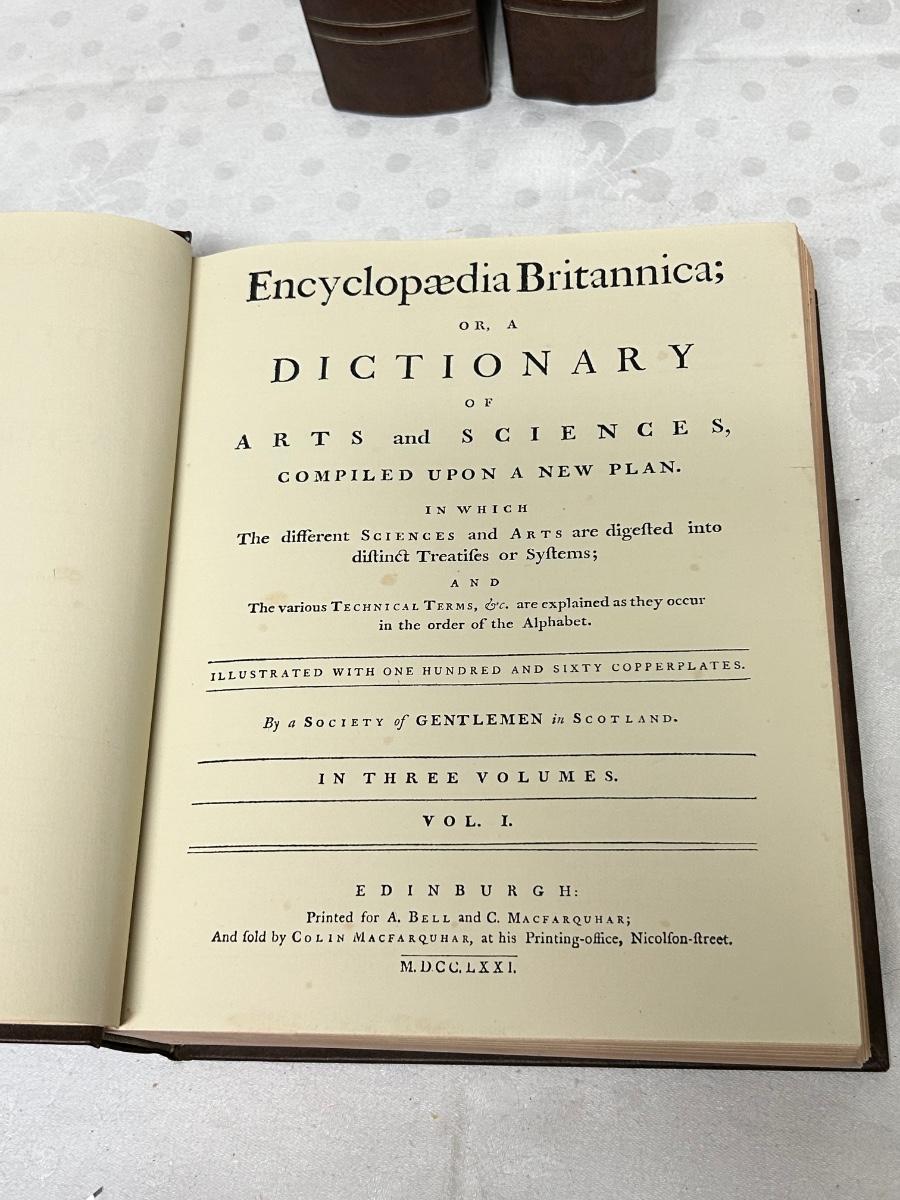 Encyclopædia Britannica;
OR, A
DICTIONARY
OF
ARTS and SCIENCES,
COMPILED UPON A NEW PLAN.
IN WHICH
The different SCIENCES and ARTS are digeſted into
diſtinct Treatiſes or Syſtems;
AND
The various TECHNICAL TERMS, &c. are explained as they occur
in the order of the Alphabet.
ILLUSTRATED WITH ONE HUNDRED AND SIXTY COPPERPLATES.
By a SOCIETY of GENTLEMEN in SCOTLAND.
IN THREE VOLUMES.
VOL. I.
EDINBURGH:
Printed for A. BELL and C. MACFARQUHAR;
And ſold by COLIN MACFARQUHAR, at his Printing-office, Nicolſon-ſtreet.
M.DCC.LXXI.